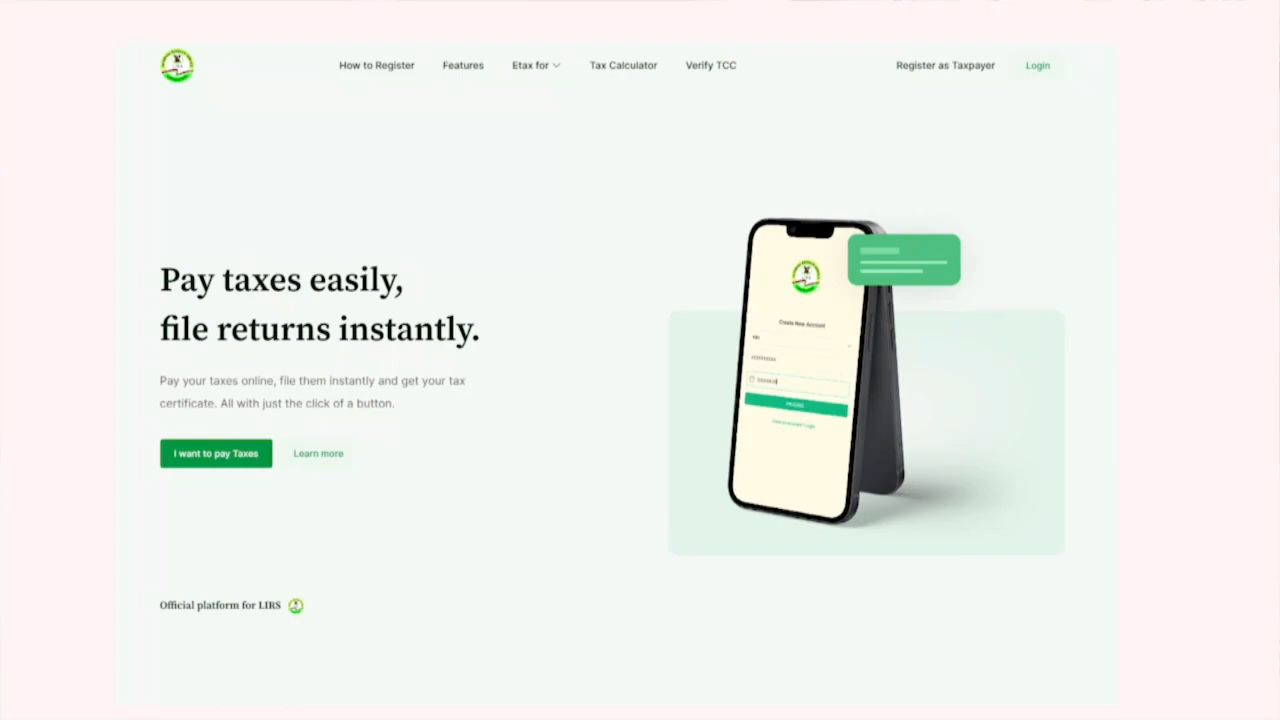 How to Register
Features
Etax for
Tax Calculator
Verify TCC
Register as Taxpayer
Login
Pay taxes easily,
file returns instantly.
Pay your taxes online, file them instantly and get your tax
certificate. All with just the click of a button.
I want to pay Taxes
Learn more
Create New Account
Official platform for LIRS